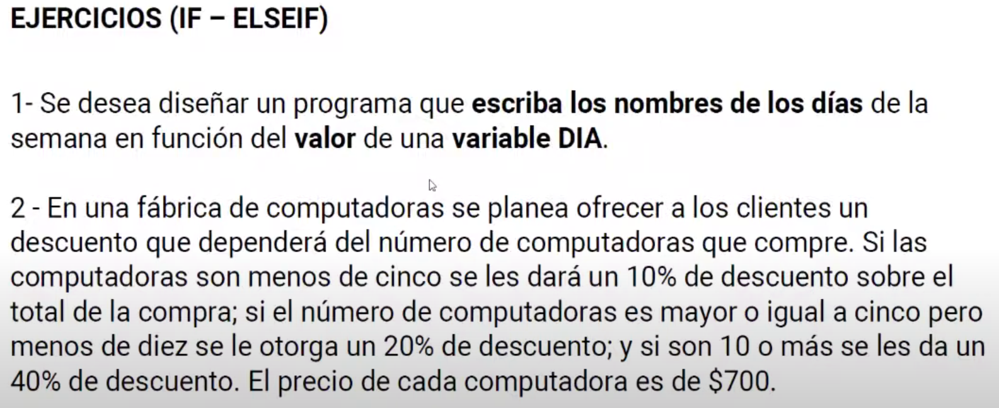 EJERCICIOS (IF – ELSEIF)
1- Se desea diseñar un programa que escriba los nombres de los días de la
semana en función del valor de una variable DIA.
2 - En una fábrica de computadoras se planea ofrecer a los clientes un
descuento que dependerá del número de computadoras que compre. Si las
computadoras son menos de cinco se les dará un 10% de descuento sobre el
total de la compra; si el número de computadoras es mayor o igual a cinco pero
menos de diez se le otorga un 20% de descuento; y si son 10 o más se les da un
40% de descuento. El precio de cada computadora es de $700.